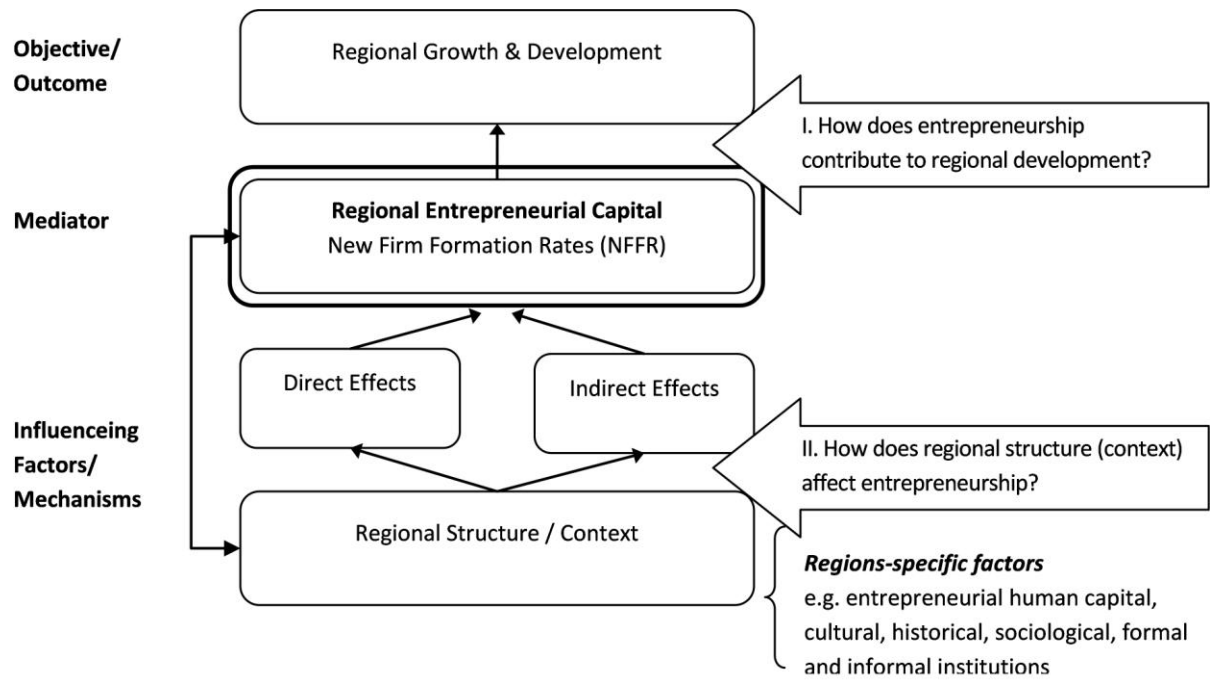 Objective/
Outcome
Regional Growth & Development
I. How does entrepreneurship
contribute to regional development?
Mediator
Regional Entrepreneurial Capital
New Firm Formation Rates (NFFR)
Direct Effects
Indirect Effects
Influenceing
Factors/
Mechanisms
II. How does regional structure (context)
affect entrepreneurship?
Regional Structure / Context
Regions-specific factors
e.g. entrepreneurial human capital,
cultural, historical, sociological, formal
and informal institutions